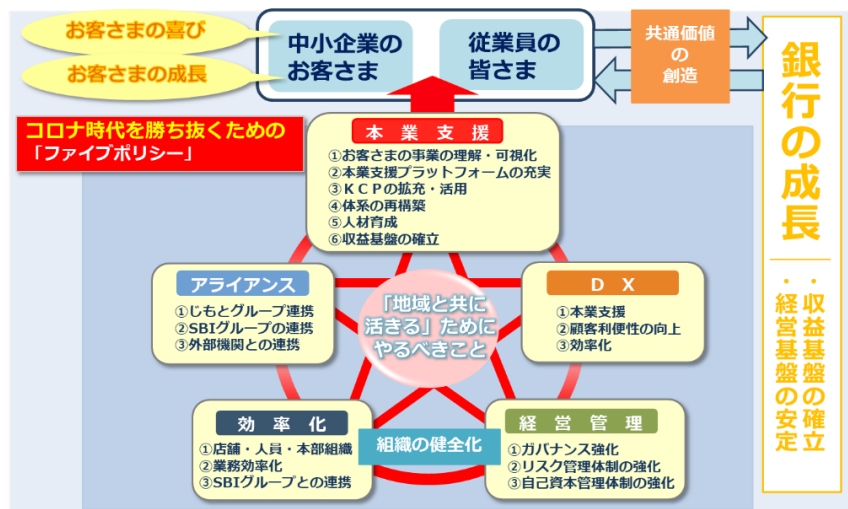 お客さまの喜び
お客さまの成長
中小企業の
お客さま
従業員の
皆さま
共通価値
の
創造
銀行の成長
・収益基盤の確立
・経営基盤の安定
コロナ時代を勝ち抜くための
「ファイブポリシー」
本業支援
①お客さまの事業の理解・可視化
②本業支援プラットフォームの充実
③KCPの拡充・活用
④体系の再構築
⑤人材育成
⑥収益基盤の確立
アライアンス
①じもとグループ連携
②SBIグループの連携
③外部機関との連携
「地域と共に
活きる」ために
やるべきこと
DX
①本業支援
②顧客利便性の向上
③効率化
効率化
①店舗・人員・本部組織
②業務効率化
③SBIグループとの連携
組織の健全化
経営管理
①ガバナンス強化
②リスク管理体制の強化
③自己資本管理体制の強化